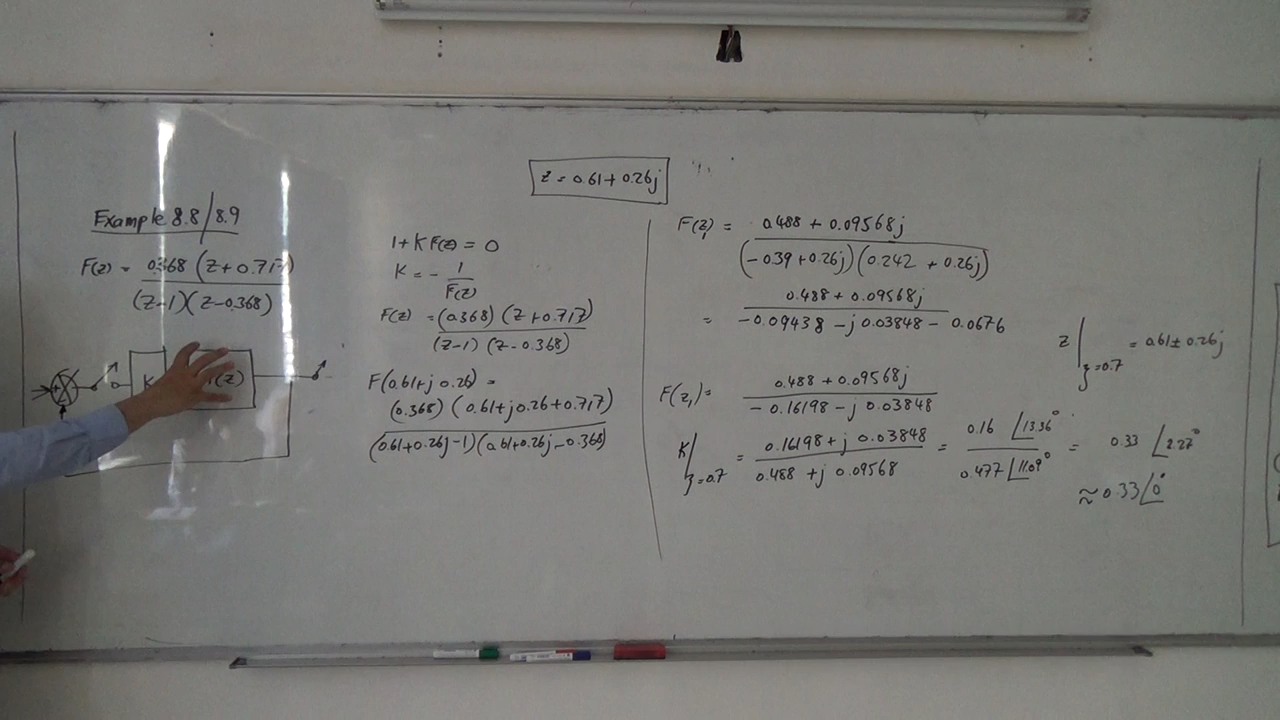 Z = 0.61 + 0.26j
Example 8.8/8.9
F(z) = 0.368 (Z + 0.717)
(Z-1)(Z-0.368)
K
(Z)
1 + K F(z) = 0
K = - 1
F(z)
F(z) = (0.368) (Z + 0.717)
(Z-1) (Z-0.368)
F(0.61 + j 0.26) =
(0.368) (0.61 + j0.26 + 0.717)
(0.61 + 0.26j - 1)(0.61 + 0.26j - 0.368)
F(z₁) = 0.488 + 0.09568j
(-0.39 + 0.26j)(0.242 + 0.26j)
= 0.488 + 0.09568j
-0.09438 - j 0.03848 - 0.0676
Z|ζ=0.7 = 0.61 ± 0.26j
F(z₁) = 0.488 + 0.09568j
-0.16198 - j 0.03848
K|ζ=0.7 = 0.16198 + j 0.03848 = 0.16 ∠13.36° = 0.33 ∠2.27°
0.488 + j 0.09568 0.477 ∠11.09°
≈ 0.33 ∠0°